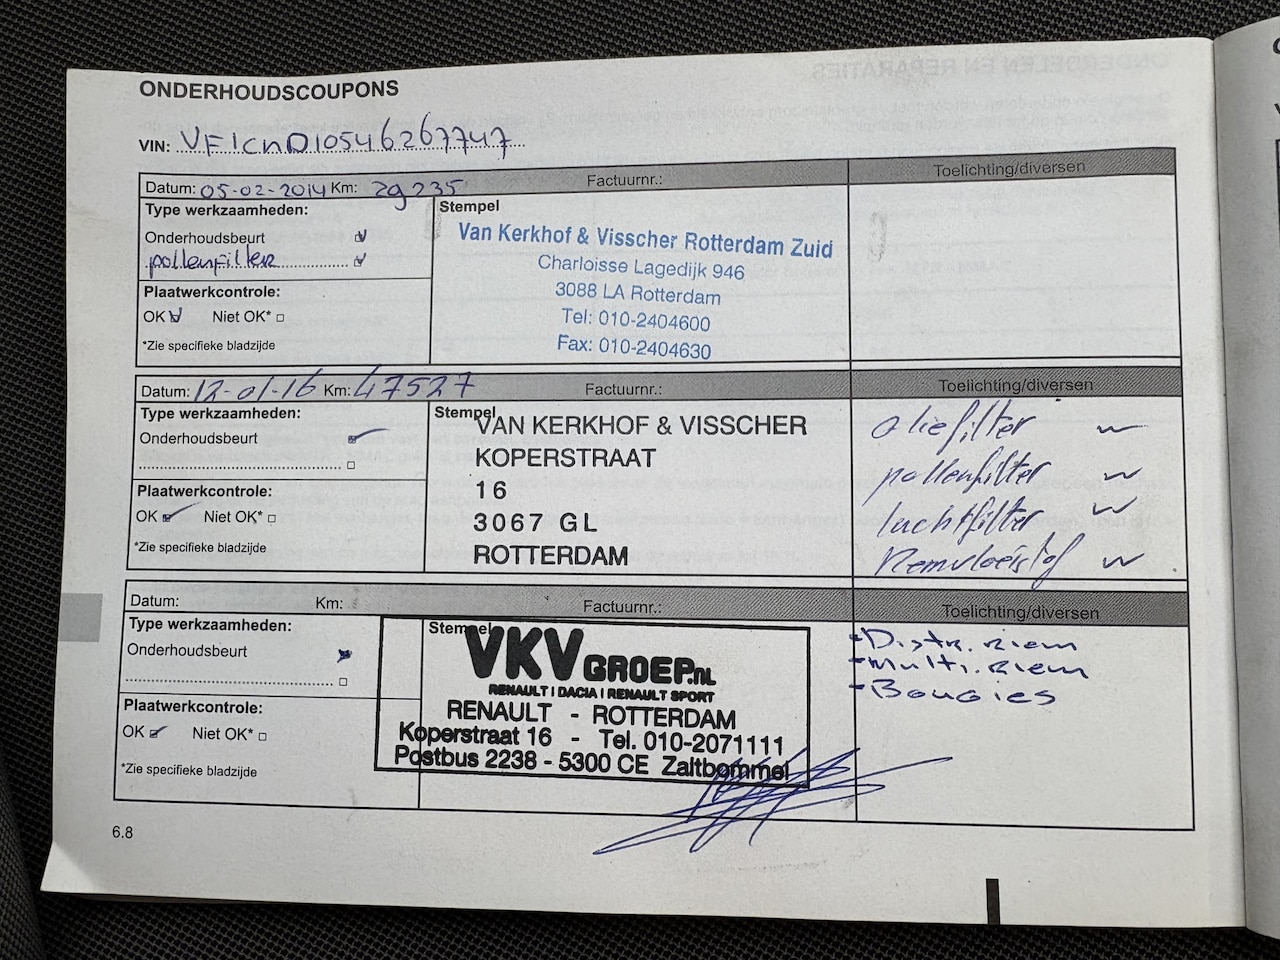 ONDERHOUDSCOUPONS
VIN: VF1CND10546267747
Datum: 05-02-2014 Km: 29235 Factuurnr.: Toelichting/diversen
Type werkzaamheden:
Onderhoudsbeurt
pollenfilter
Plaatwerkcontrole:
OK Niet OK*
*Zie specifieke bladzijde
Stempel
Van Kerkhof & Visscher Rotterdam Zuid
Charloisse Lagedijk 946
3088 LA Rotterdam
Tel: 010-2404600
Fax: 010-2404630
Datum: 12-01-16 Km: 47527 Factuurnr.: Toelichting/diversen
Type werkzaamheden:
Onderhoudsbeurt
Plaatwerkcontrole:
OK Niet OK*
*Zie specifieke bladzijde
Stempel
VAN KERKHOF & VISSCHER
KOPERSTRAAT
16
3067 GL
ROTTERDAM
oliefilter
pollenfilter
luchtfilter
Remvloeistof
Datum: Km: Factuurnr.: Toelichting/diversen
Type werkzaamheden:
Onderhoudsbeurt
Plaatwerkcontrole:
OK Niet OK*
*Zie specifieke bladzijde
Stempel
VKV GROEP.NL
RENAULT | DACIA | RENAULT SPORT
RENAULT - ROTTERDAM
Koperstraat 16 - Tel. 010-2071111
Postbus 2238 - 5300 CE Zaltbommel
- Distr. riem
- Multi. riem
- Bougies
6.8